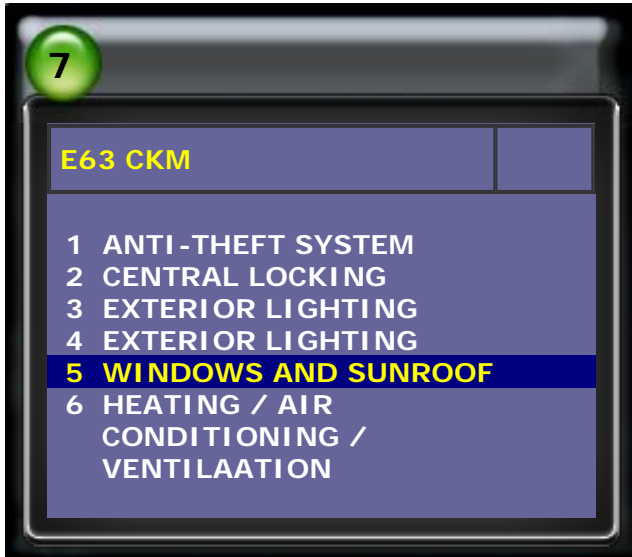 7
E63 CKM
1 ANTI-THEFT SYSTEM
2 CENTRAL LOCKING
3 EXTERIOR LIGHTING
4 EXTERIOR LIGHTING
5 WINDOWS AND SUNROOF
6 HEATING / AIR
CONDITIONING /
VENTILAATION